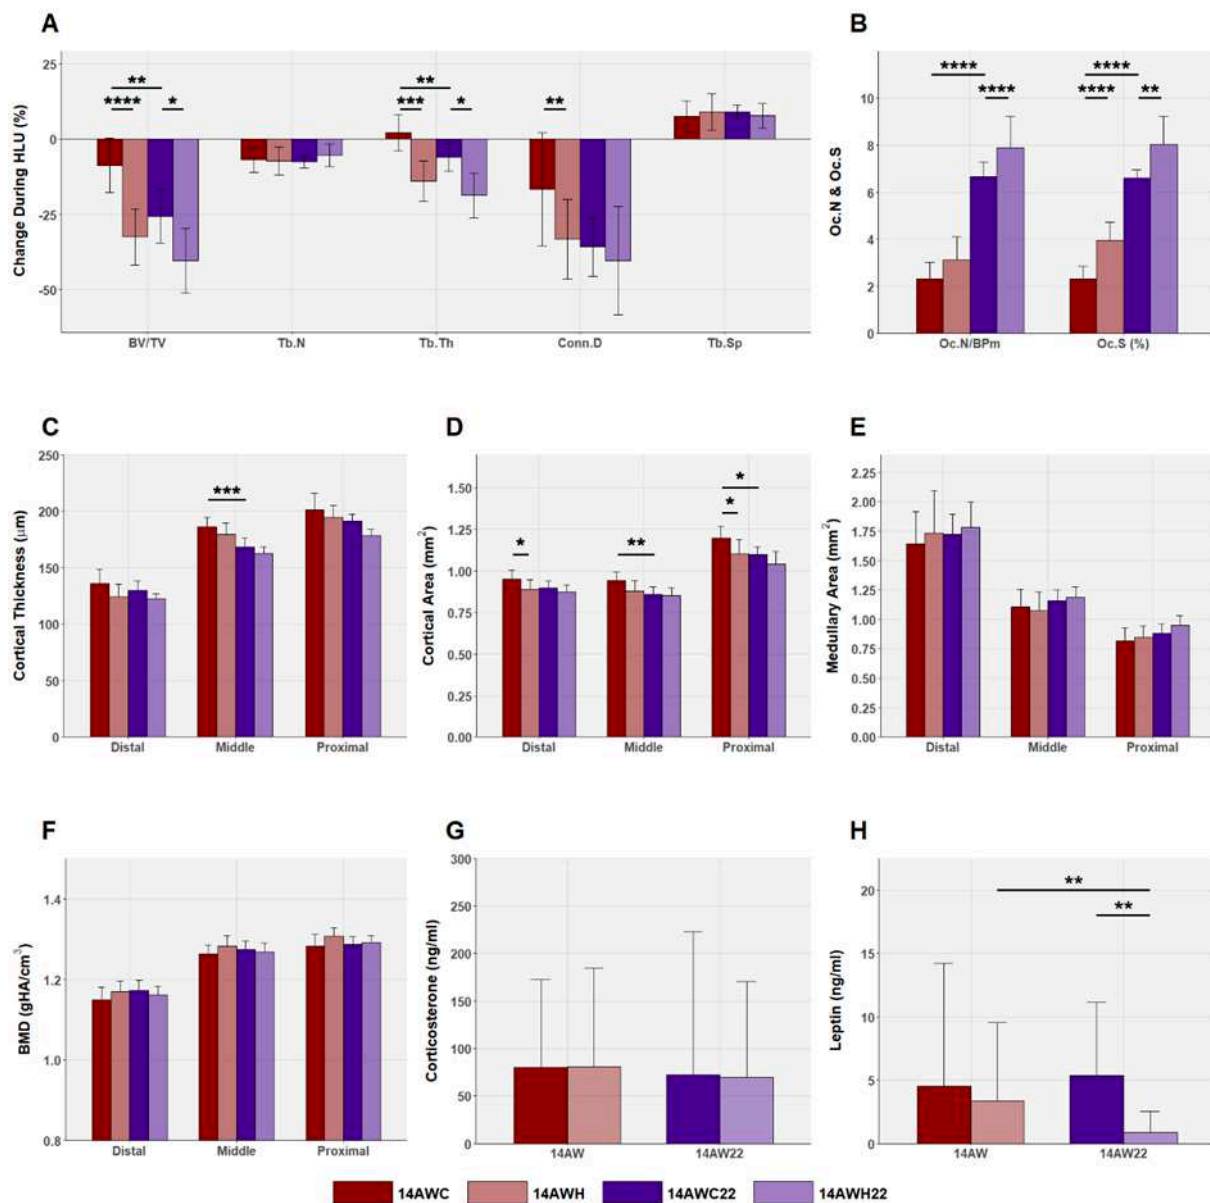 A
Change During HLU (%)
25
0
-25
-50
** ** 
**** * *** * **
BV/TV Tb.N Tb.Th Conn.D Tb.Sp
B
Oc.N & Oc.S
10
8
6
4
2
0
**** ****
**** **** **
Oc.N/BPm Oc.S (%)
C
Cortical Thickness (µm)
250
200
150
100
50
0
***
Distal Middle Proximal
D
Cortical Area (mm²)
1.50
1.25
1.00
0.75
0.50
0.25
0.00
*
*
* **
Distal Middle Proximal
E
Medullary Area (mm²)
2.25
2.00
1.75
1.50
1.25
1.00
0.75
0.50
0.25
0.00
Distal Middle Proximal
F
BMD (gHA/cm³)
1.4
1.2
1.0
0.8
Distal Middle Proximal
G
Corticosterone (ng/ml)
300
250
200
150
100
50
0
14AW 14AW22
H
Leptin (ng/ml)
20
15
10
5
0
**
**
14AW 14AW22
14AWC 14AWH 14AWC22 14AWH22